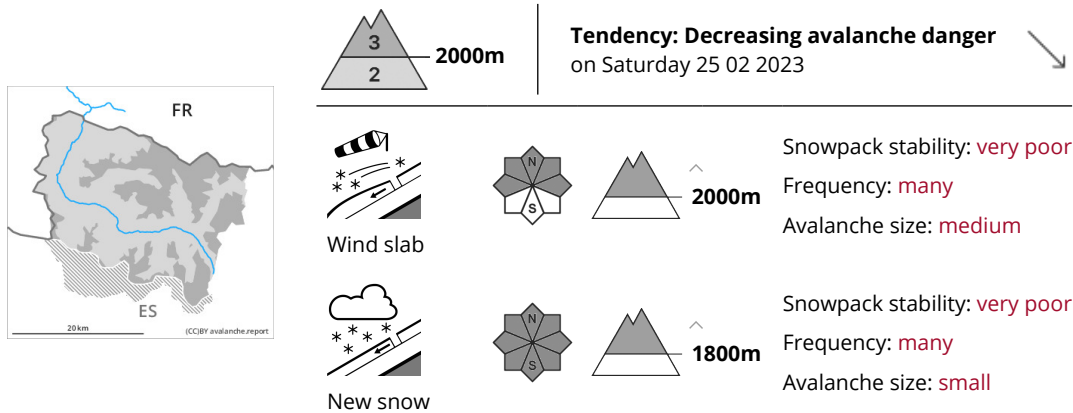 3
2
2000m
Tendency: Decreasing avalanche danger
on Saturday 25 02 2023
FR
ES
20 km
(CC)BY avalanche.report
Wind slab
N
S
2000m
Snowpack stability: very poor
Frequency: many
Avalanche size: medium
New snow
N
S
1800m
Snowpack stability: very poor
Frequency: many
Avalanche size: small